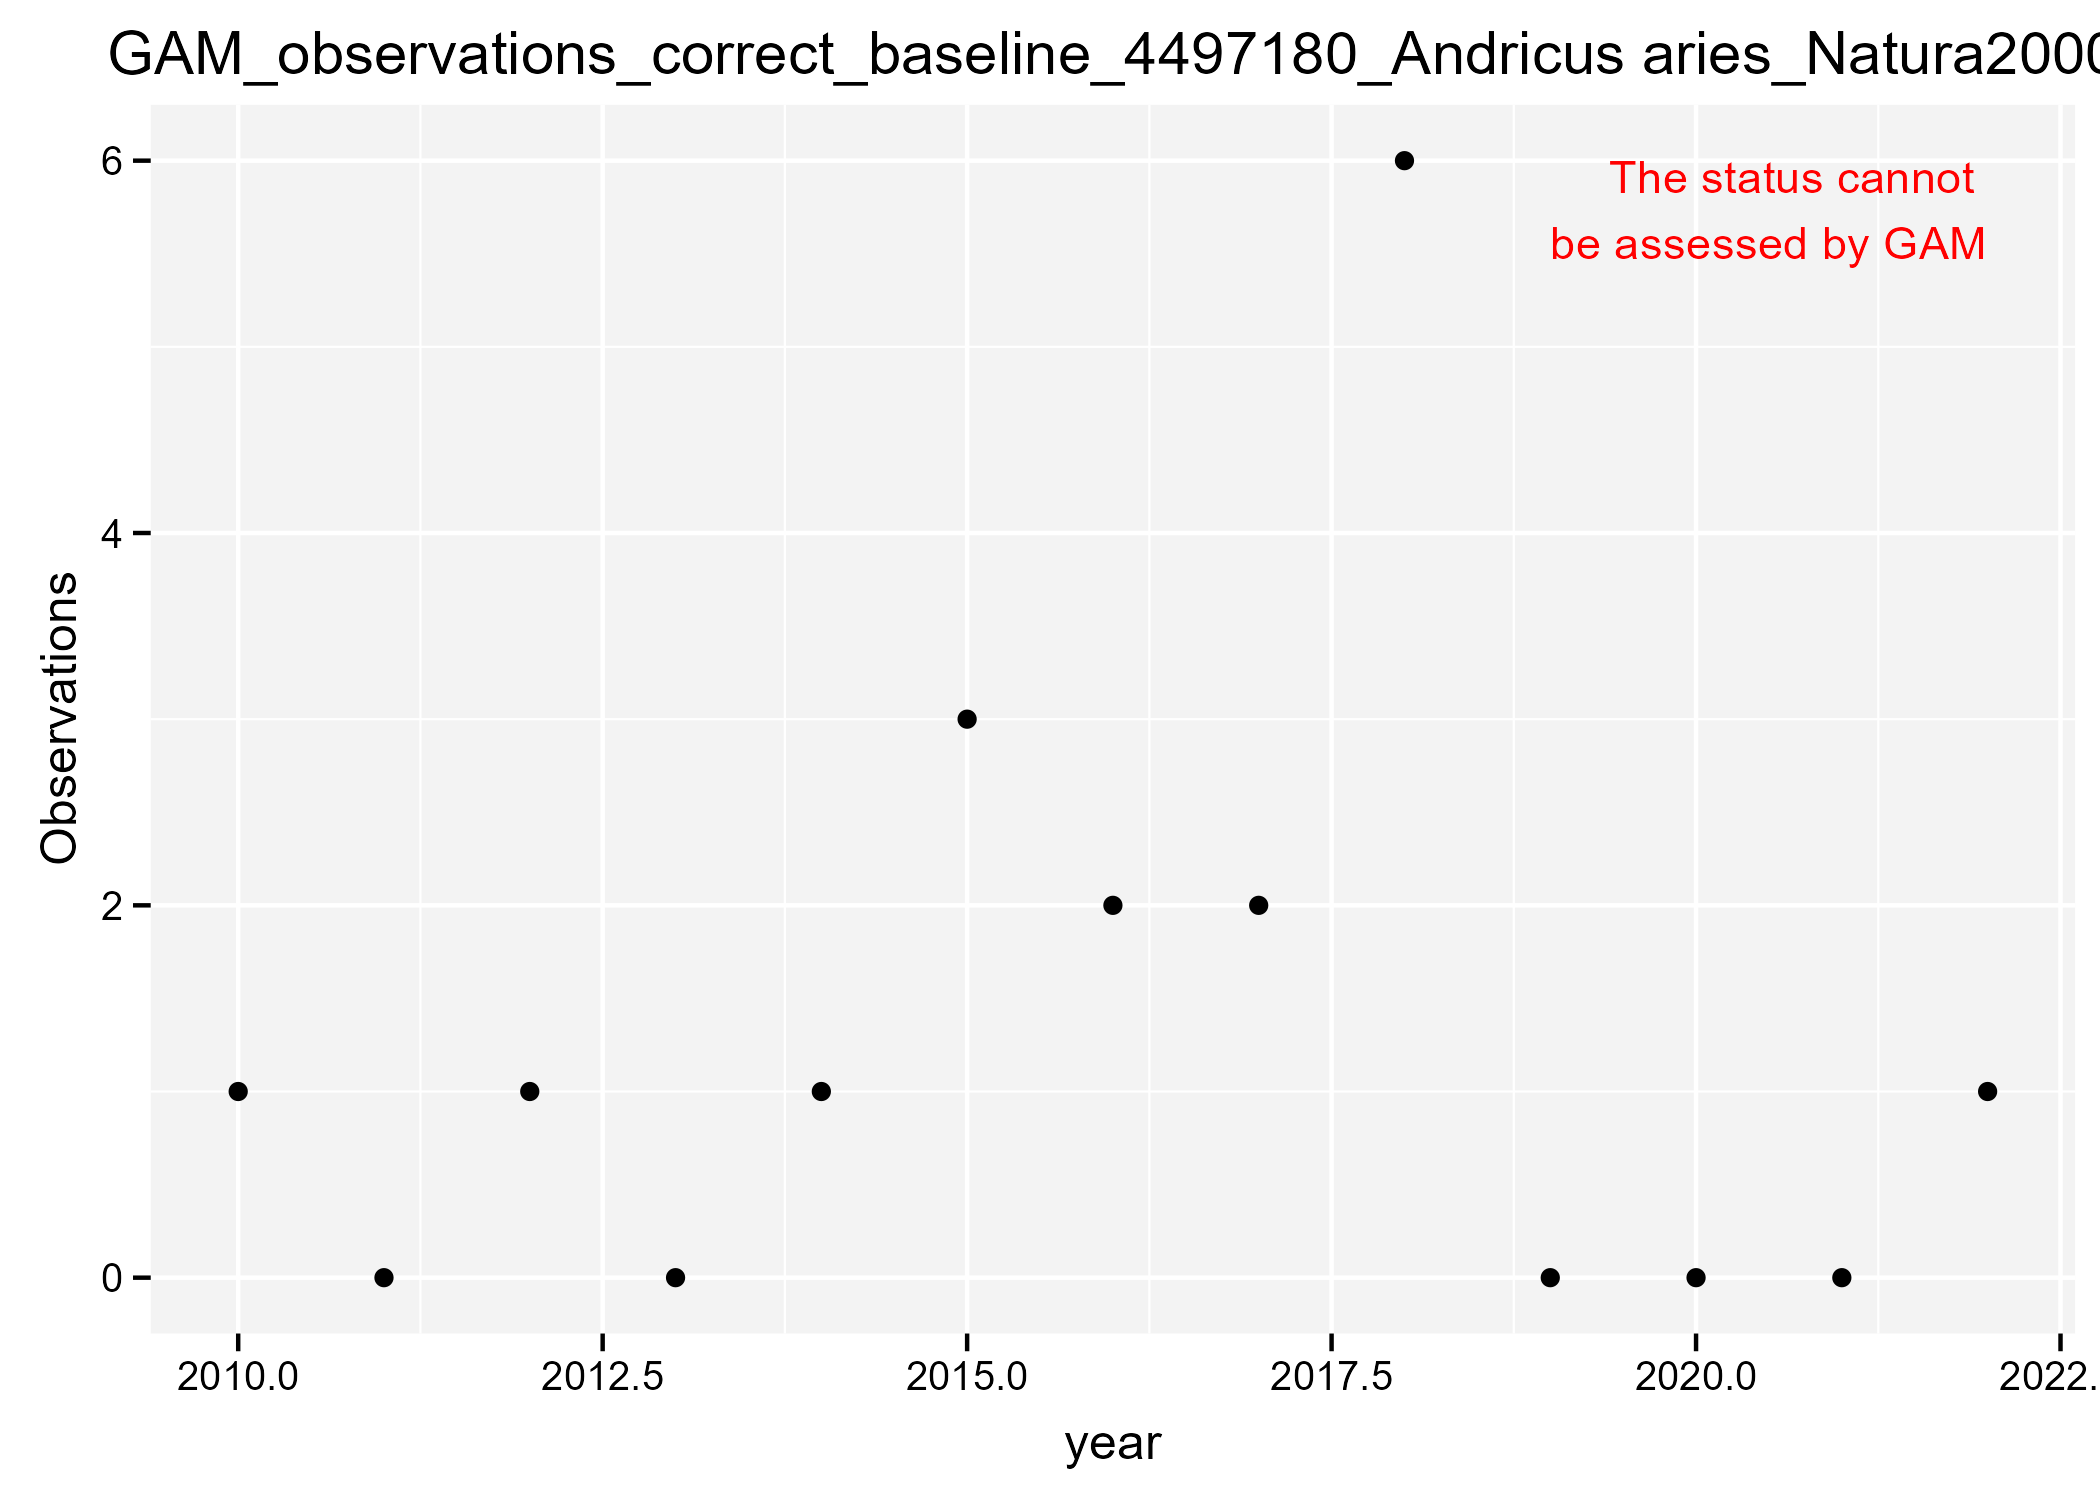 GAM_observations_correct_baseline_4497180_Andricus aries_Natura2000
6
The status cannot
be assessed by GAM
4
Observations
2
0
2010.0 2012.5 2015.0 2017.5 2020.0 2022.
year